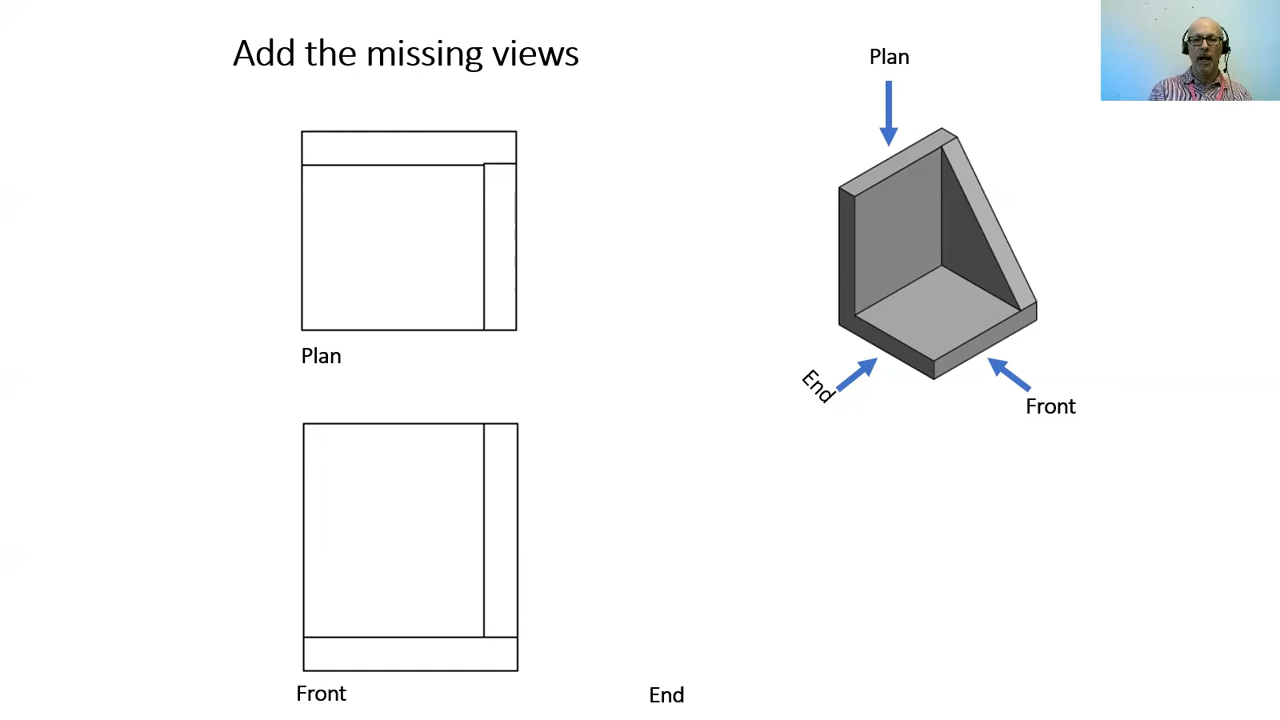 Add the missing views
Plan
Plan
End
Front
Front
End